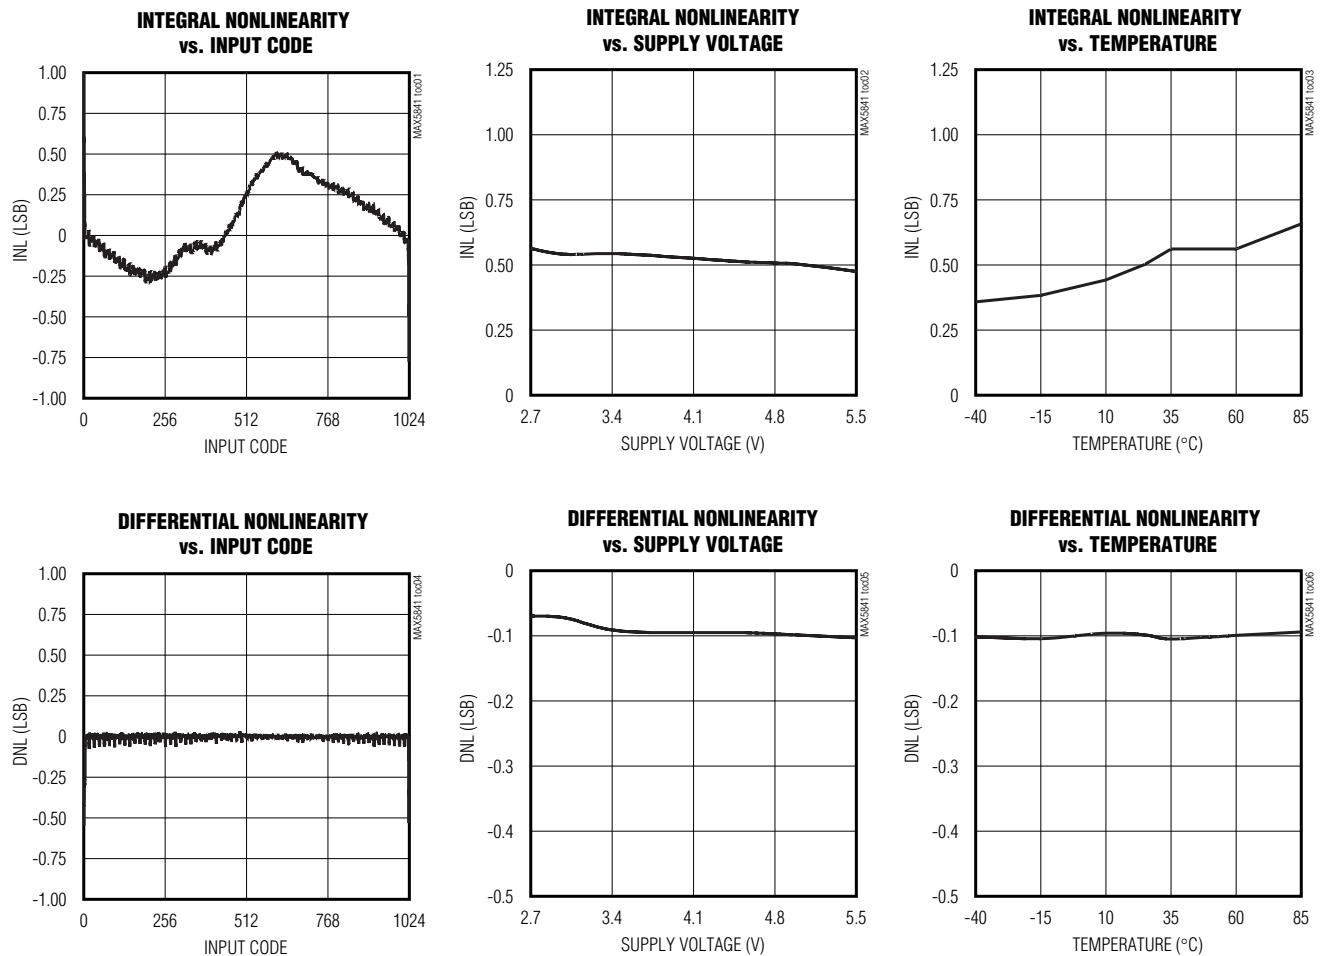 INTEGRAL NONLINEARITY
vs. INPUT CODE
1.00
0.75
0.50
0.25
0
-0.25
-0.50
-0.75
-1.00
INL (LSB)
0 256 512 768 1024
INPUT CODE
MAX5841 toc01
INTEGRAL NONLINEARITY
vs. SUPPLY VOLTAGE
1.25
1.00
0.75
0.50
0.25
0
INL (LSB)
2.7 3.4 4.1 4.8 5.5
SUPPLY VOLTAGE (V)
MAX5841 toc02
INTEGRAL NONLINEARITY
vs. TEMPERATURE
1.25
1.00
0.75
0.50
0.25
0
INL (LSB)
-40 -15 10 35 60 85
TEMPERATURE (°C)
MAX5841 toc03
DIFFERENTIAL NONLINEARITY
vs. INPUT CODE
1.00
0.75
0.50
0.25
0
-0.25
-0.50
-0.75
-1.00
DNL (LSB)
0 256 512 768 1024
INPUT CODE
MAX5841 toc04
DIFFERENTIAL NONLINEARITY
vs. SUPPLY VOLTAGE
0
-0.1
-0.2
-0.3
-0.4
-0.5
DNL (LSB)
2.7 3.4 4.1 4.8 5.5
SUPPLY VOLTAGE (V)
MAX5841 toc05
DIFFERENTIAL NONLINEARITY
vs. TEMPERATURE
0
-0.1
-0.2
-0.3
-0.4
-0.5
DNL (LSB)
-40 -15 10 35 60 85
TEMPERATURE (°C)
MAX5841 toc06